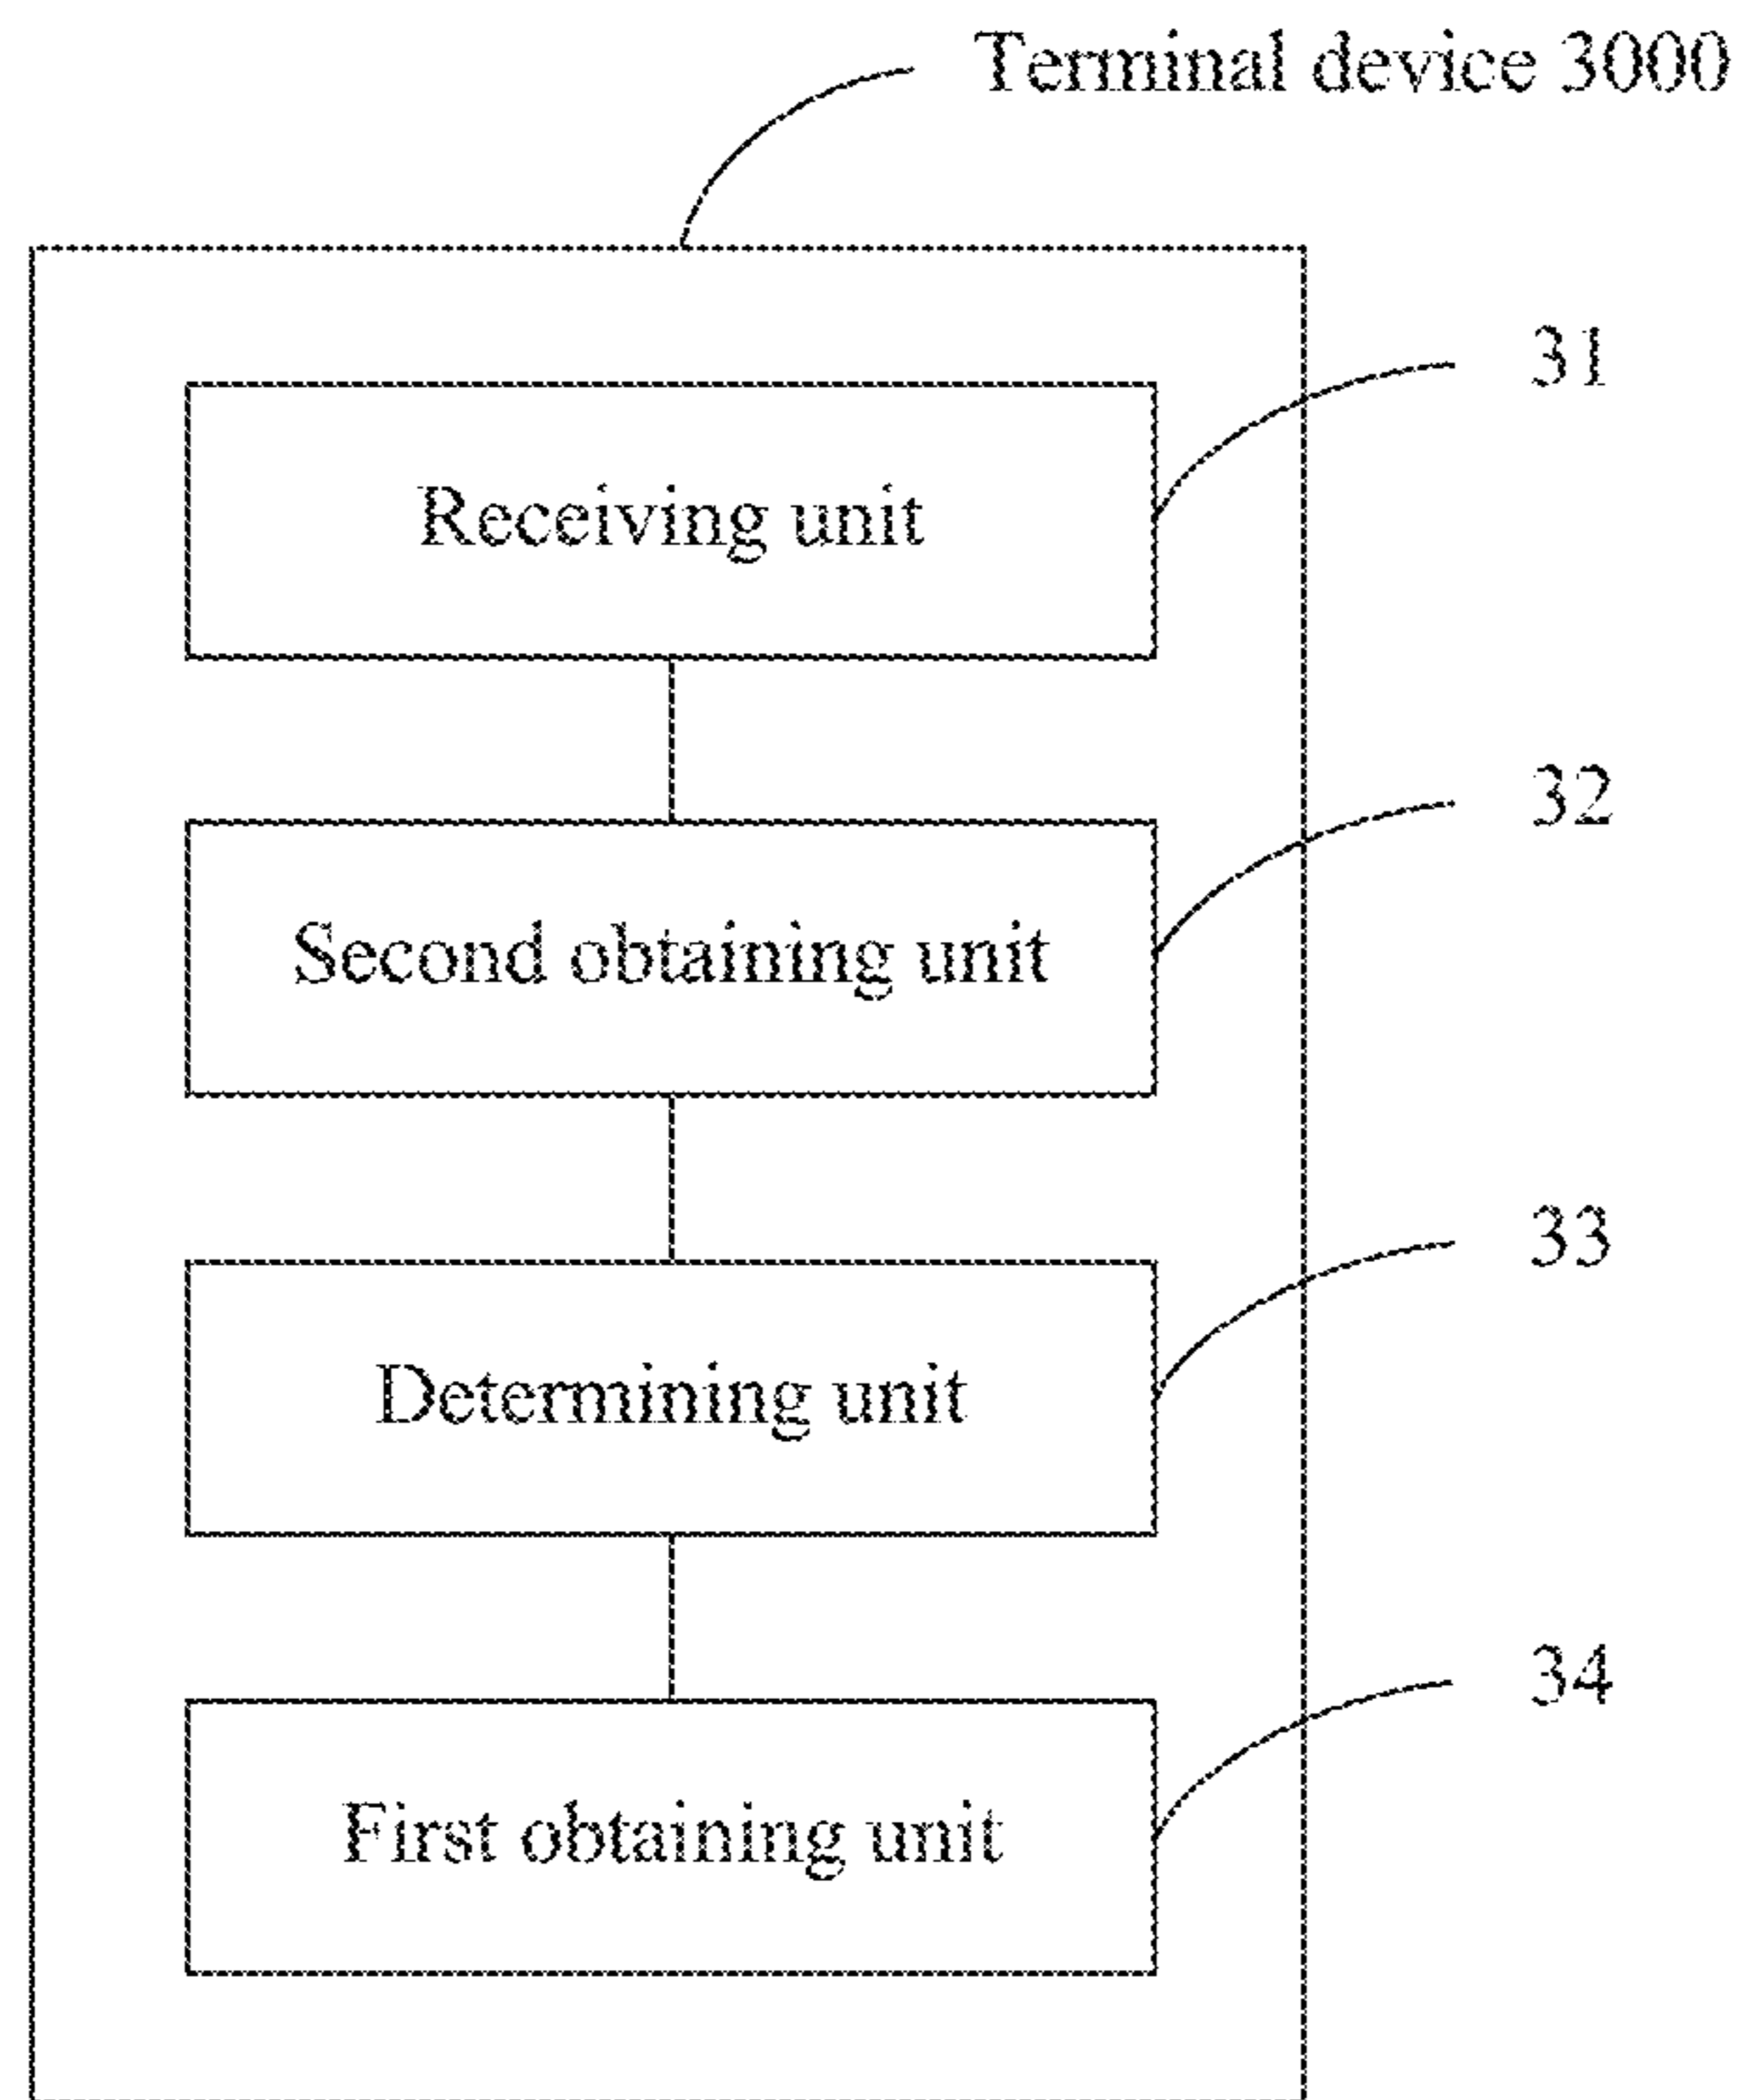 Terminal device 3000
31
Receiving unit
32
Second obtaining unit
33
Determining unit
34
First obtaining unit